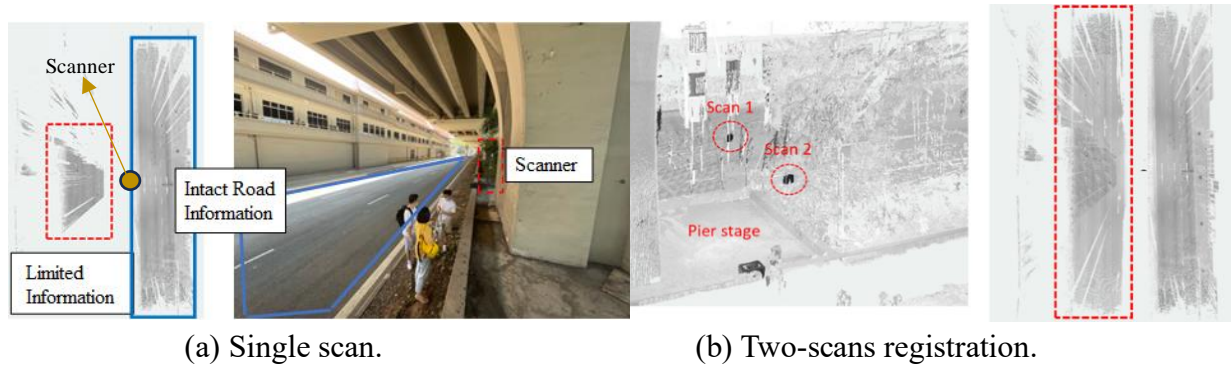 Scanner
Intact Road
Information
Limited
Information
Scanner
(a) Single scan.
Scan 1
Scan 2
Pier stage
(b) Two-scans registration.